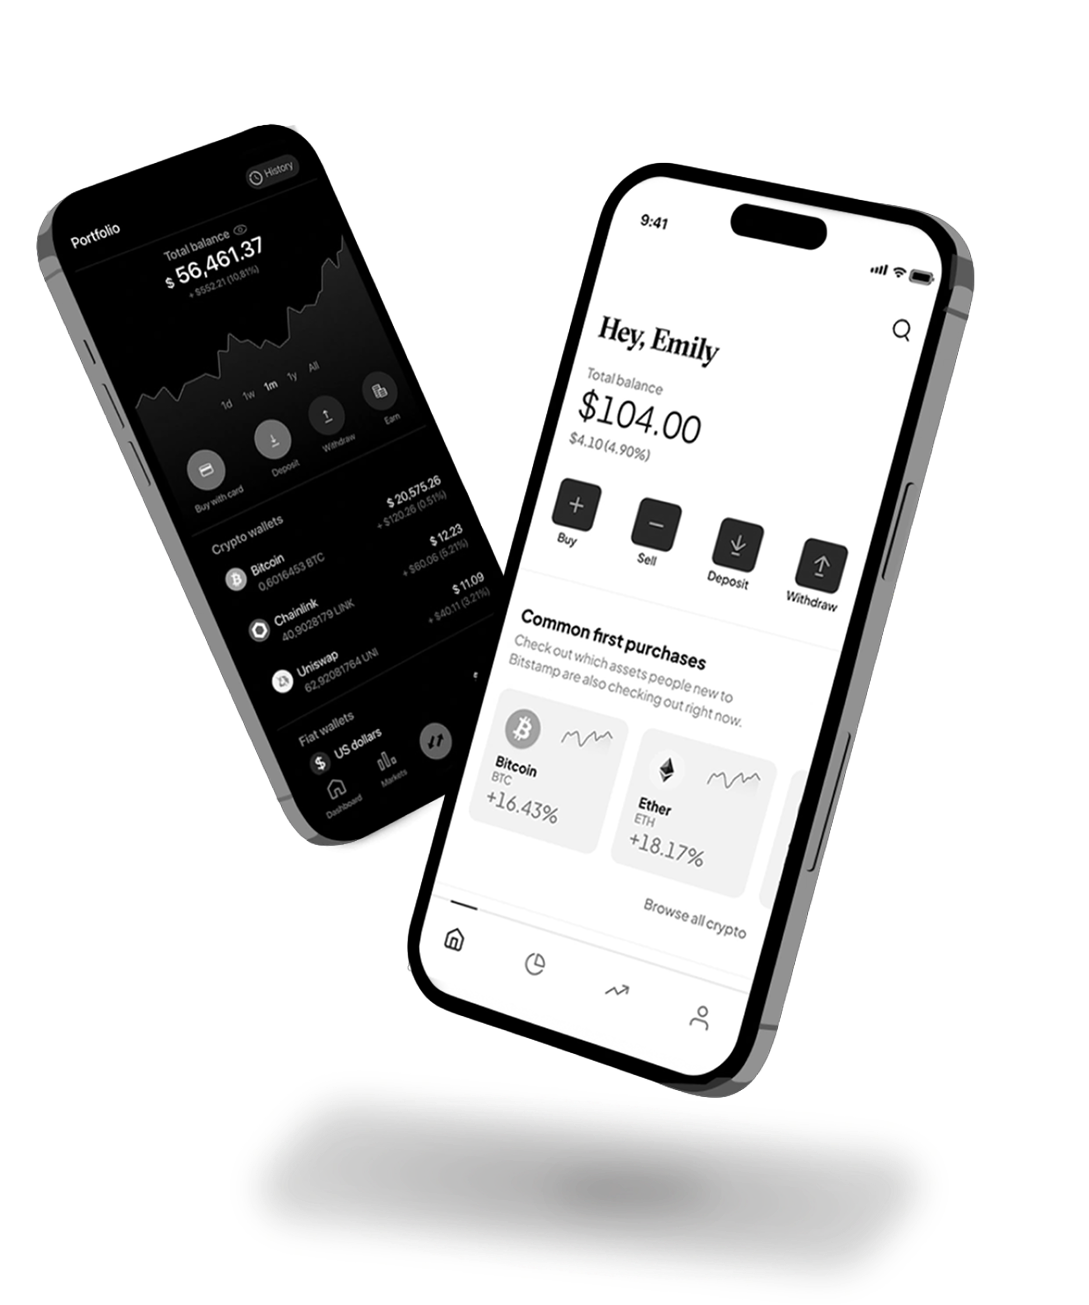 History
Portfolio
Total balance
$ 56,461.37
+ $552.21 (10,81%)
1d 1w 1m 1y All
Buy with card
Deposit
Withdraw
Earn
Crypto wallets
Bitcoin
0,6016453 BTC
$ 20,575.26
+ $120.26 (0.51%)
Chainlink
40,9028179 LINK
$ 12.23
+ $60.06 (5.21%)
Uniswap
62,92081764 UNI
$ 11.09
+ $40.11 (3.21%)
Fiat wallets
$
US dollars
Dashboard
Markets
9:41
Hey, Emily
Total balance
$104.00
$4.10 (4.90%)
Buy
Sell
Deposit
Withdraw
Common first purchases
Check out which assets people new to
Bitstamp are also checking out right now.
Bitcoin
BTC
+16.43%
Ether
ETH
+18.17%
Browse all crypto